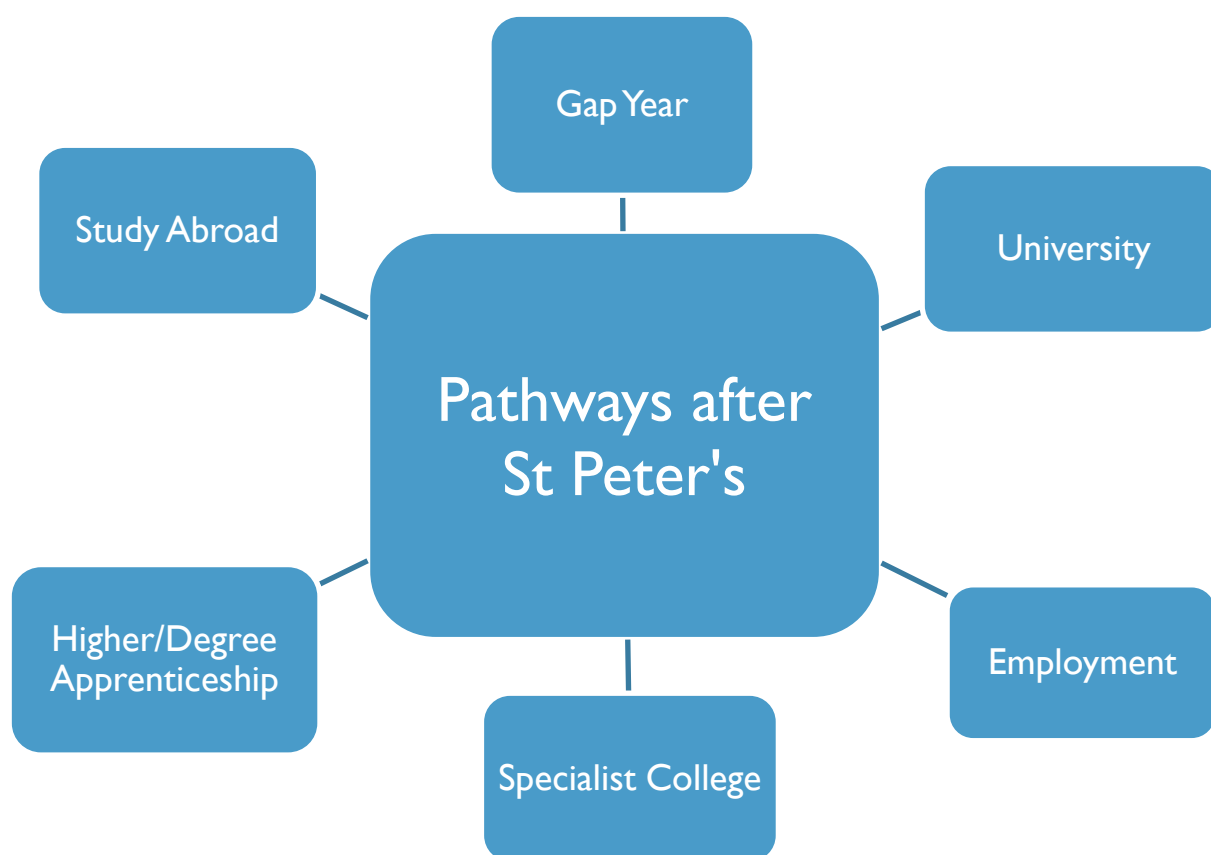 Gap Year
Study Abroad
University
Pathways after
St Peter's
Higher/Degree
Apprenticeship
Employment
Specialist College